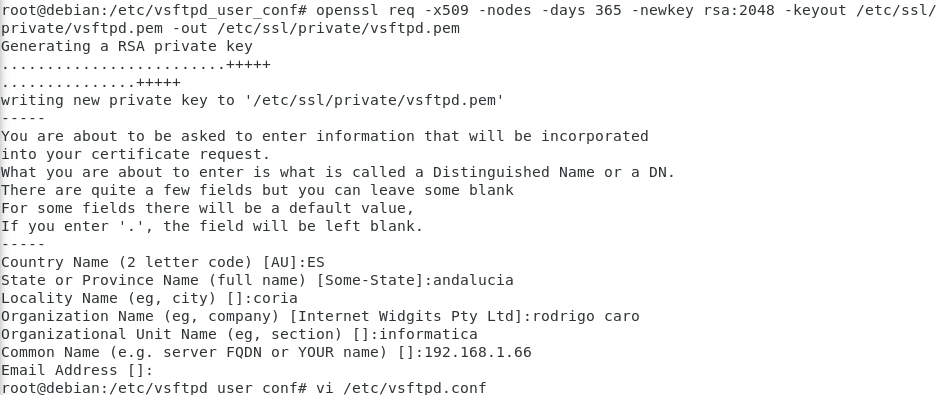 root@debian:/etc/vsftpd_user_conf# openssl req -x509 -nodes -days 365 -newkey rsa:2048 -keyout /etc/ssl/
private/vsftpd.pem -out /etc/ssl/private/vsftpd.pem
Generating a RSA private key
.........................+++++
...............+++++
writing new private key to '/etc/ssl/private/vsftpd.pem'
-----
You are about to be asked to enter information that will be incorporated
into your certificate request.
What you are about to enter is what is called a Distinguished Name or a DN.
There are quite a few fields but you can leave some blank
For some fields there will be a default value,
If you enter '.', the field will be left blank.
-----
Country Name (2 letter code) [AU]:ES
State or Province Name (full name) [Some-State]:andalucia
Locality Name (eg, city) []:coria
Organization Name (eg, company) [Internet Widgits Pty Ltd]:rodrigo caro
Organizational Unit Name (eg, section) []:informatica
Common Name (e.g. server FQDN or YOUR name) []:192.168.1.66
Email Address []:
root@debian:/etc/vsftpd_user_conf# vi /etc/vsftpd.conf